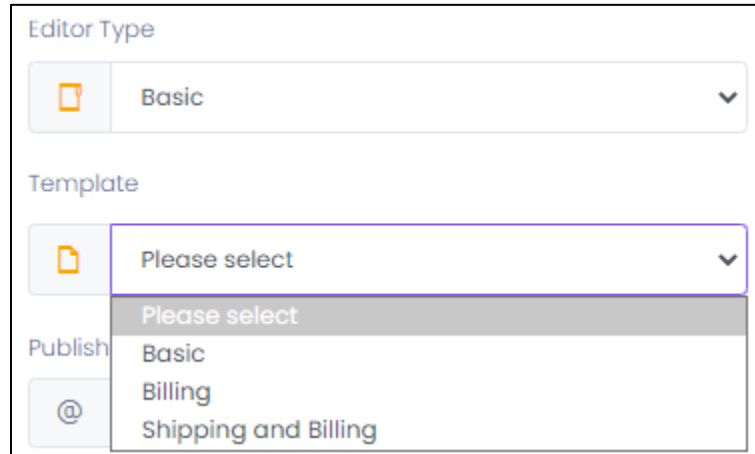 Editor Type
Basic
Template
Please select
Please select
Publish
Basic
Billing
@
Shipping and Billing